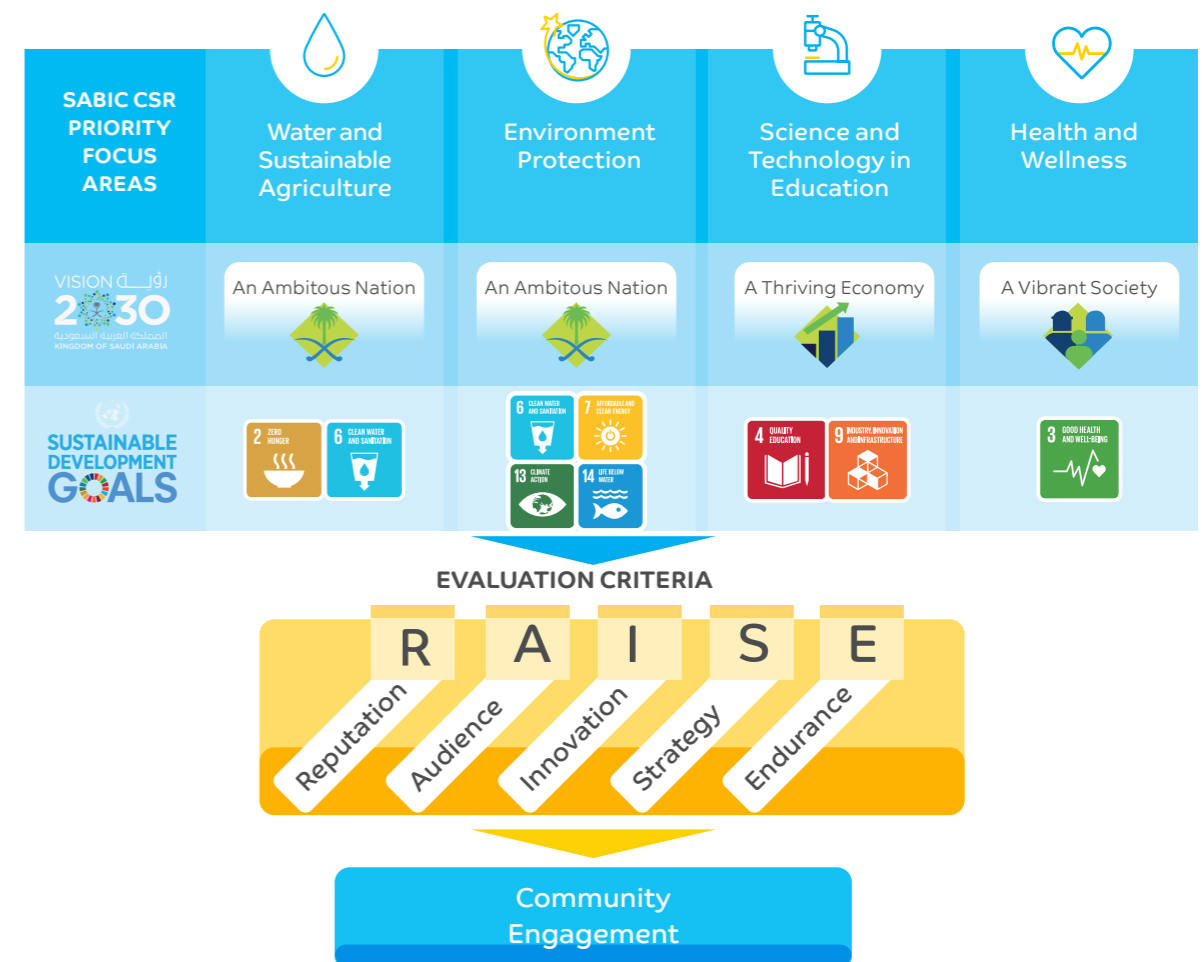 SABIC CSR
PRIORITY
FOCUS
AREAS
Water and
Sustainable
Agriculture
Environment
Protection
Science and
Technology in
Education
Health and
Wellness
VISION رؤيــة
2030
المملكة العربية السعودية
KINGDOM OF SAUDI ARABIA
An Ambitous Nation
An Ambitous Nation
A Thriving Economy
A Vibrant Society
SUSTAINABLE
DEVELOPMENT
GOALS
2 ZERO
HUNGER
6 CLEAN WATER
AND SANITATION
6 CLEAN WATER
AND SANITATION
7 AFFORDABLE AND
CLEAN ENERGY
13 CLIMATE
ACTION
14 LIFE BELOW
WATER
4 QUALITY
EDUCATION
9 INDUSTRY, INNOVATION
AND INFRASTRUCTURE
3 GOOD HEALTH
AND WELL-BEING
EVALUATION CRITERIA
R A I S E
Reputation
Audience
Innovation
Strategy
Endurance
Community
Engagement